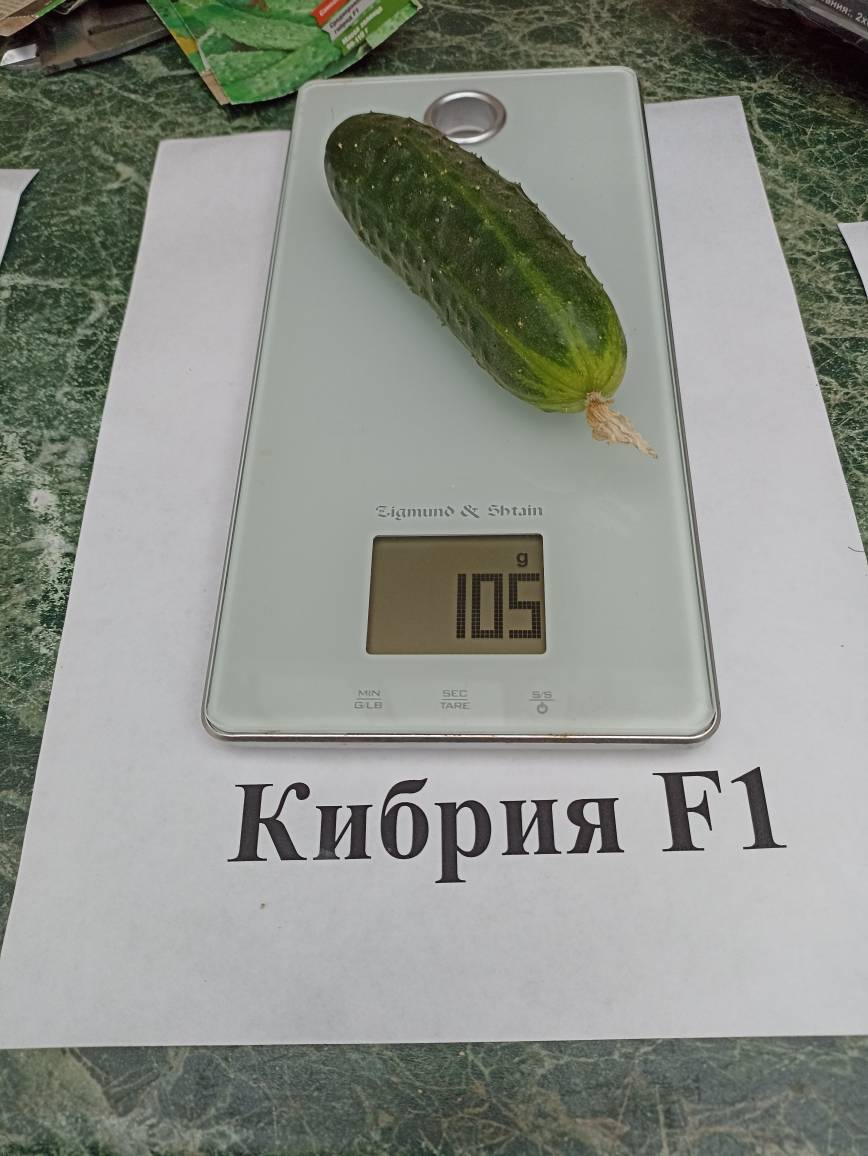 Zigmund & Shtain
g
105
MIN
G/LB
SEC
TARE
S/S
Кибрия F1